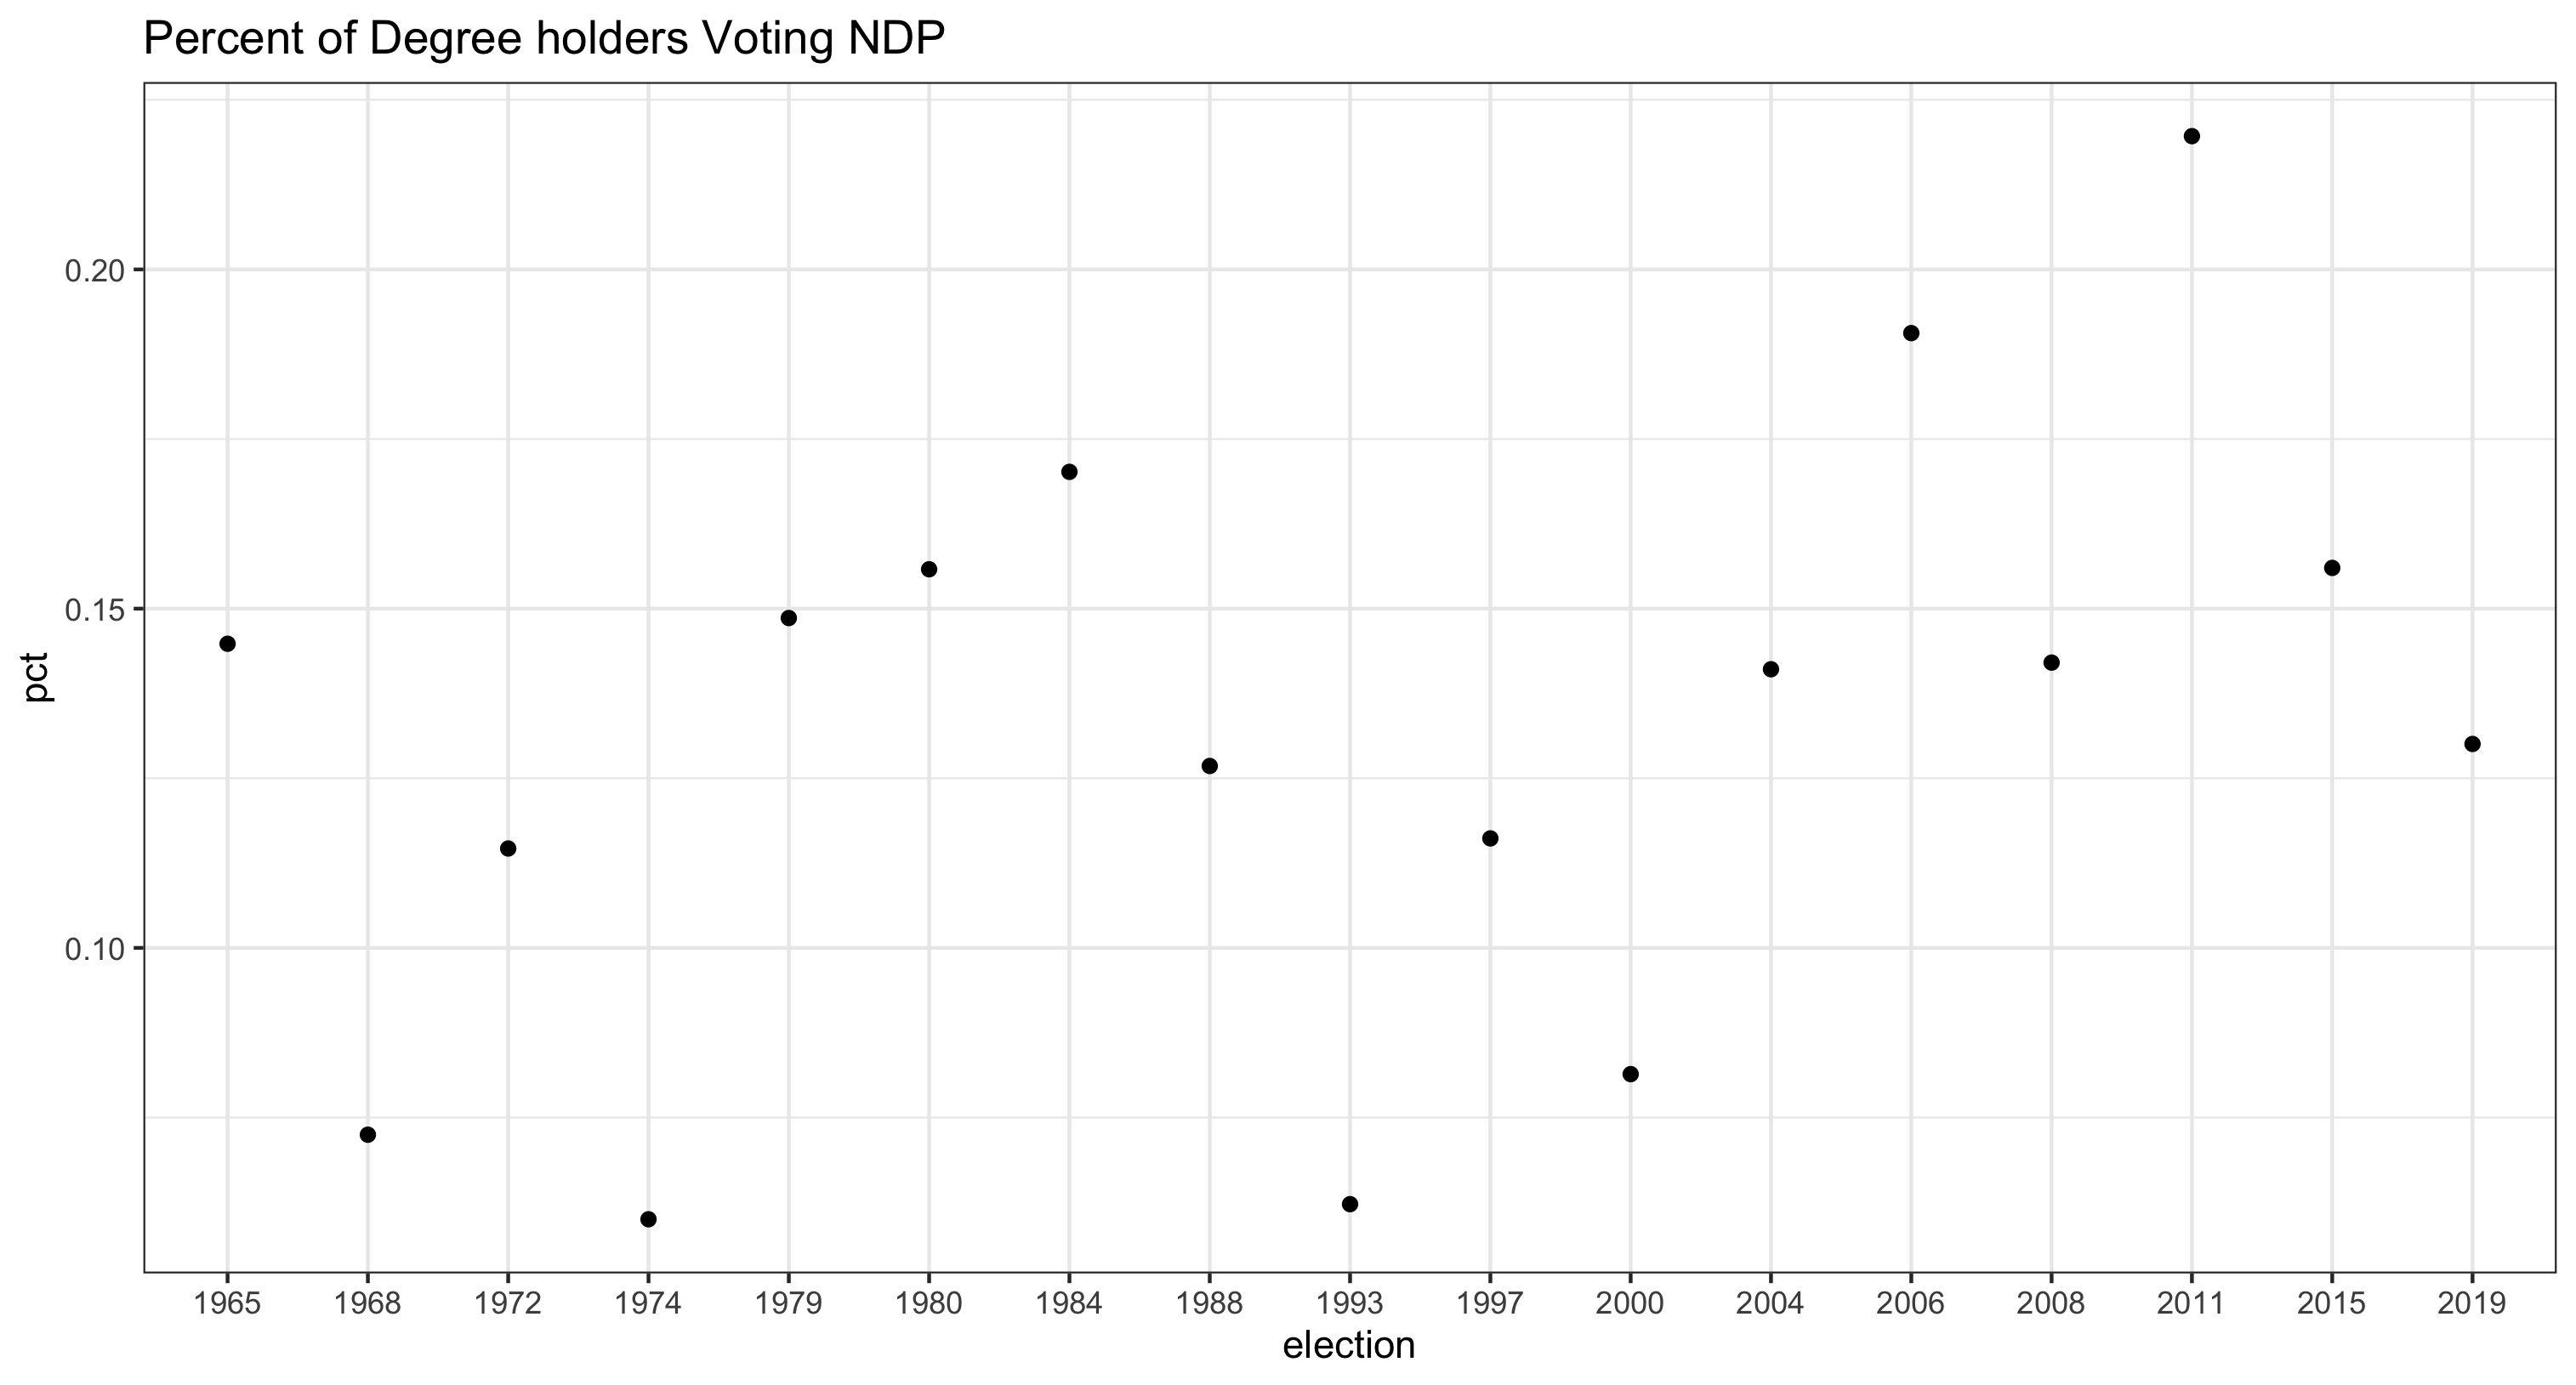 Percent of Degree holders Voting NDP
pct
0.20
0.15
0.10
1965 1968 1972 1974 1979 1980 1984 1988 1993 1997 2000 2004 2006 2008 2011 2015 2019
election